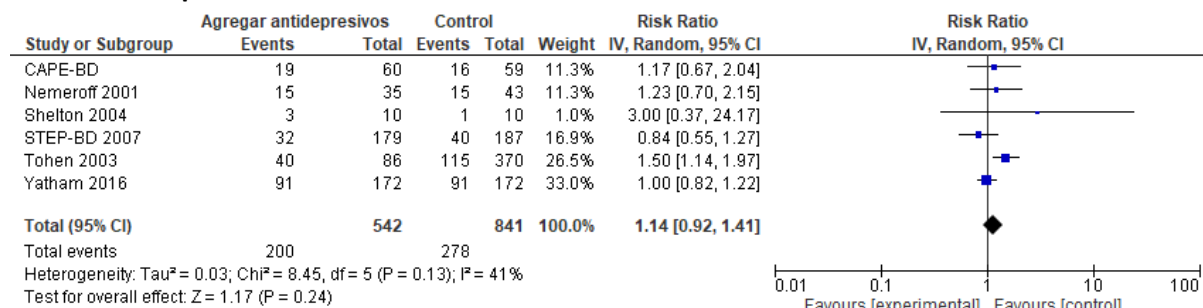 Agregar antidepresivos Control Risk Ratio Risk Ratio
Study or Subgroup Events Total Events Total Weight IV, Random, 95% CI IV, Random, 95% CI
CAPE-BD 19 60 16 59 11.3% 1.17 [0.67, 2.04]
Nemeroff 2001 15 35 15 43 11.3% 1.23 [0.70, 2.15]
Shelton 2004 3 10 1 10 1.0% 3.00 [0.37, 24.17]
STEP-BD 2007 32 179 40 187 16.9% 0.84 [0.55, 1.27]
Tohen 2003 40 86 115 370 26.5% 1.50 [1.14, 1.97]
Yatham 2016 91 172 91 172 33.0% 1.00 [0.82, 1.22]
Total (95% CI) 542 841 100.0% 1.14 [0.92, 1.41]
Total events 200 278
Heterogeneity: Tau² = 0.03; Chi² = 8.45, df = 5 (P = 0.13); I² = 41%
Test for overall effect: Z = 1.17 (P = 0.24)
0.01 0.1 1 10 100
Favours [experimental] Favours [control]